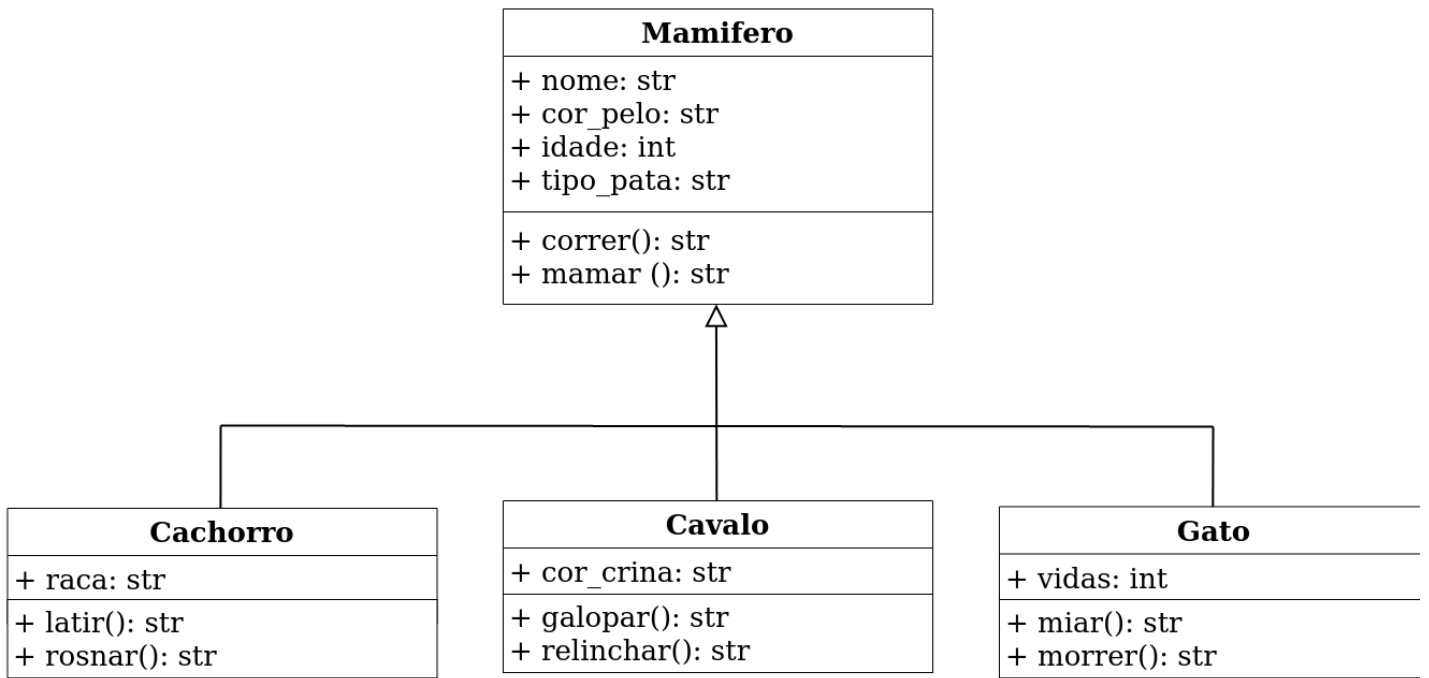 Mamifero
+ nome: str
+ cor_pelo: str
+ idade: int
+ tipo_pata: str
+ correr(): str
+ mamar (): str
Cachorro
+ raca: str
+ latir(): str
+ rosnar(): str
Cavalo
+ cor_crina: str
+ galopar(): str
+ relinchar(): str
Gato
+ vidas: int
+ miar(): str
+ morrer(): str